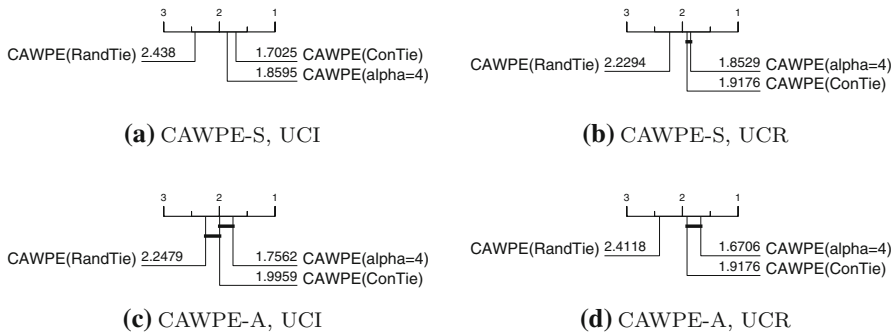 3 2 1
CAWPE(RandTie) 2.438 1.7025 CAWPE(ConTie)
1.8595 CAWPE(alpha=4)
(a) CAWPE-S, UCI
3 2 1
CAWPE(RandTie) 2.2294 1.8529 CAWPE(alpha=4)
1.9176 CAWPE(ConTie)
(b) CAWPE-S, UCR
3 2 1
CAWPE(RandTie) 2.2479 1.7562 CAWPE(alpha=4)
1.9959 CAWPE(ConTie)
(c) CAWPE-A, UCI
3 2 1
CAWPE(RandTie) 2.4118 1.6706 CAWPE(alpha=4)
1.9176 CAWPE(ConTie)
(d) CAWPE-A, UCR